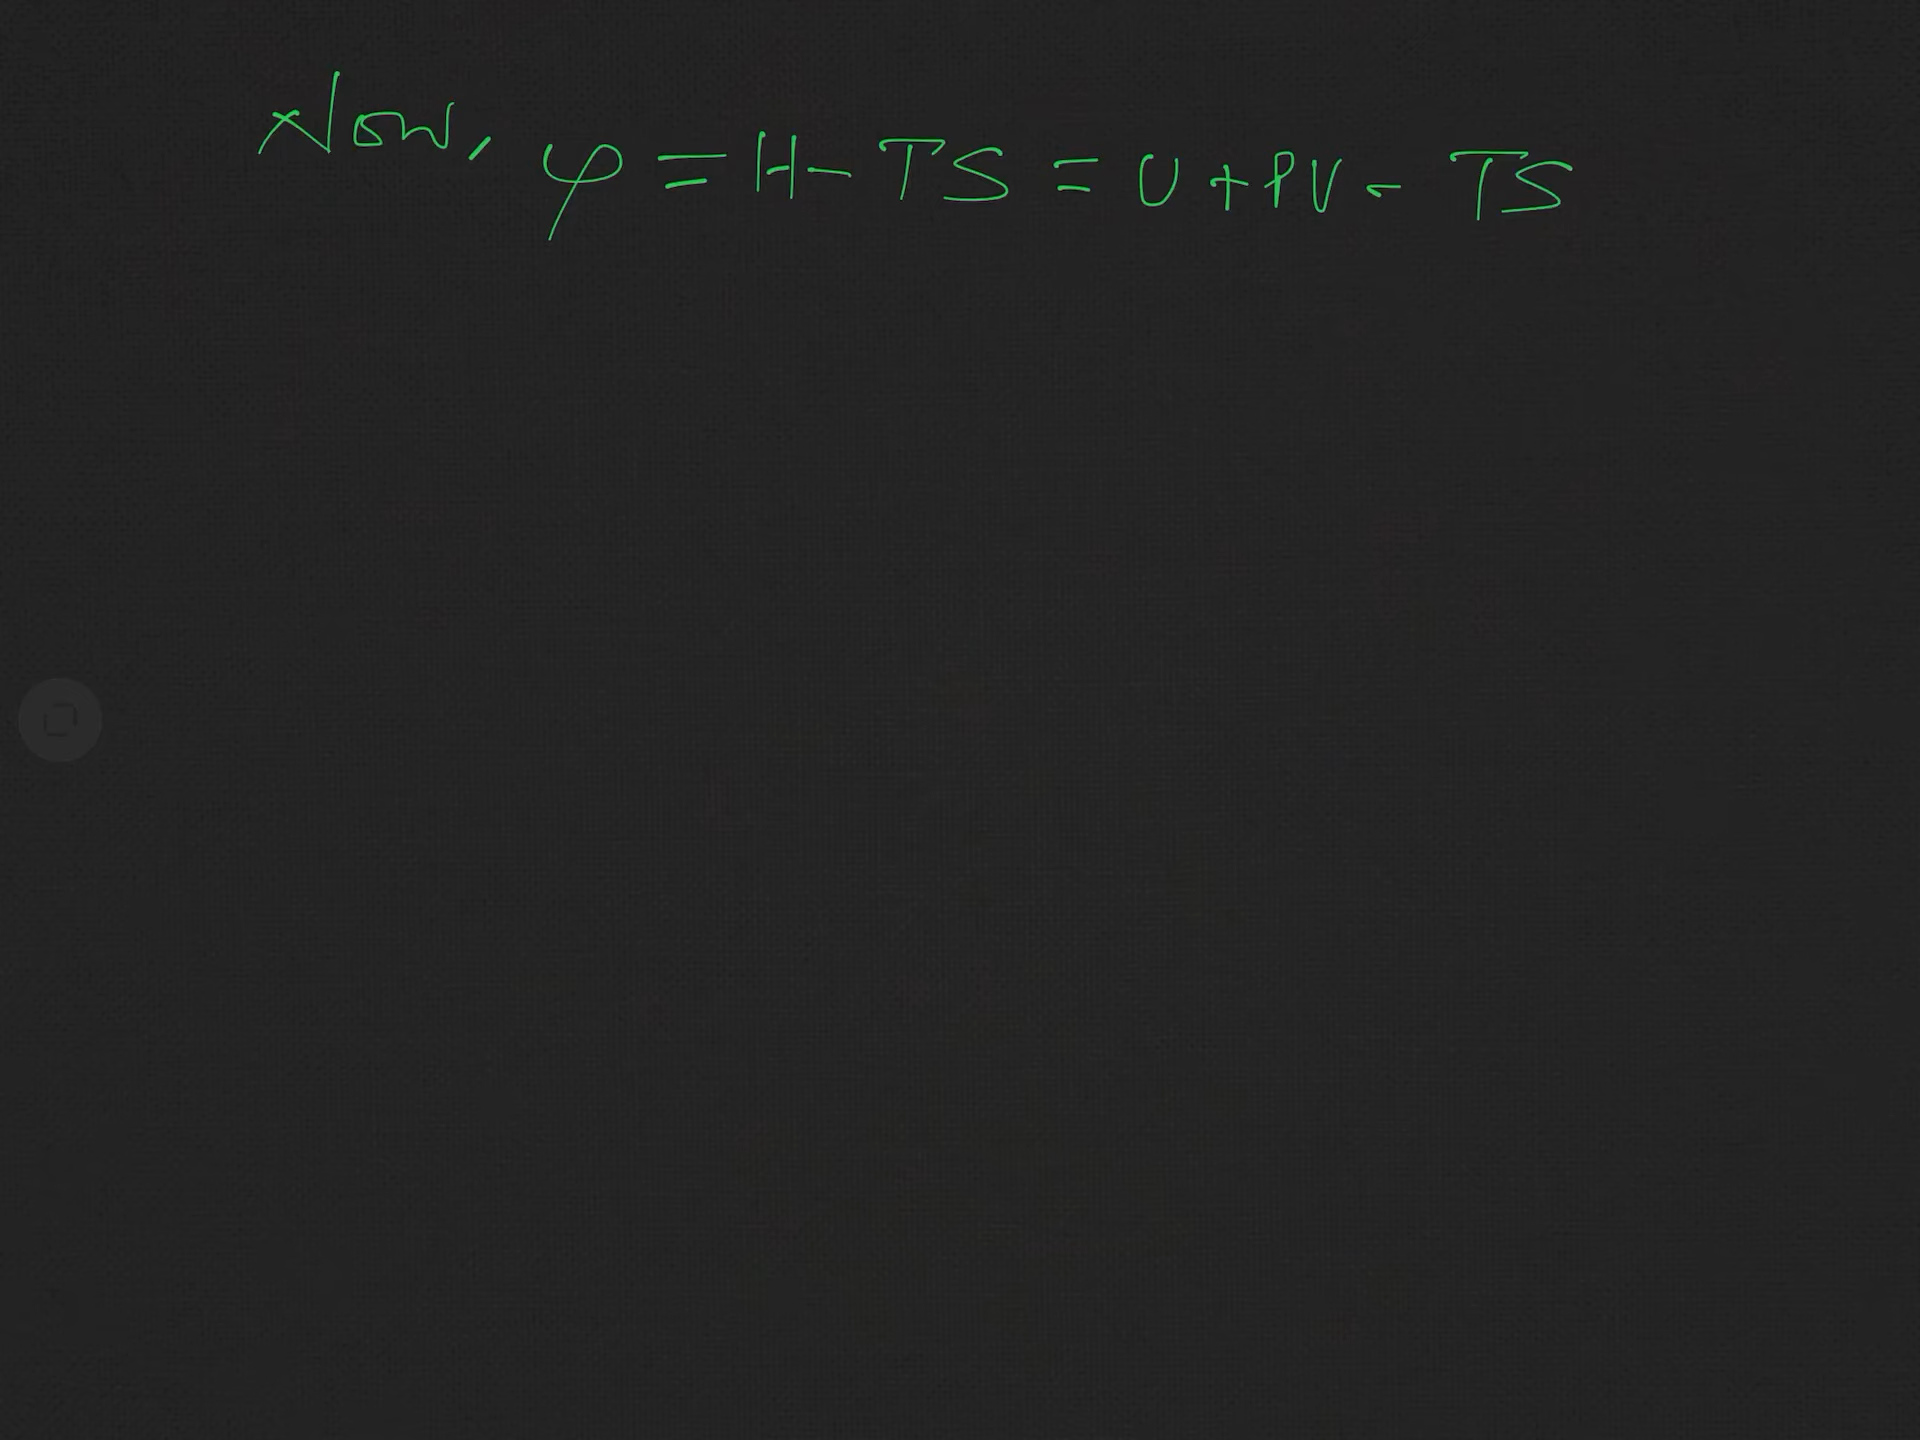 Now, φ = H - TS = U + PV - TS